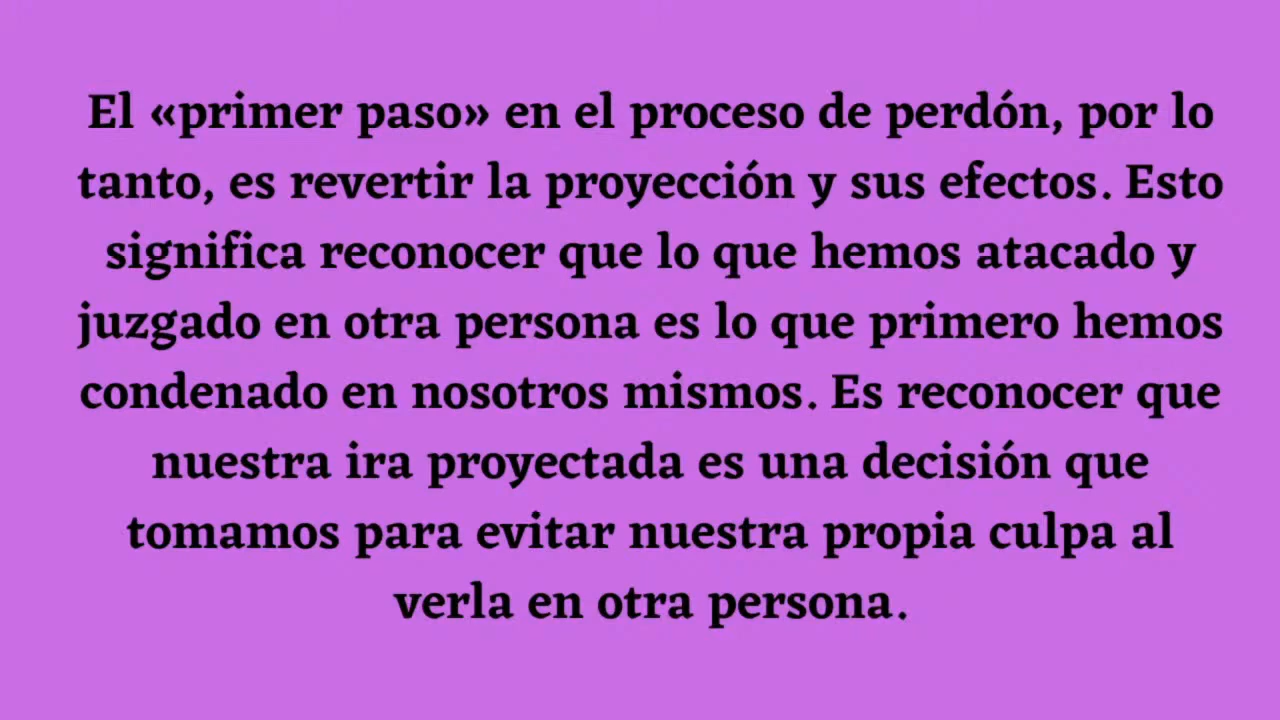 El «primer paso» en el proceso de perdón, por lo
tanto, es revertir la proyección y sus efectos. Esto
significa reconocer que lo que hemos atacado y
juzgado en otra persona es lo que primero hemos
condenado en nosotros mismos. Es reconocer que
nuestra ira proyectada es una decisión que
tomamos para evitar nuestra propia culpa al
verla en otra persona.